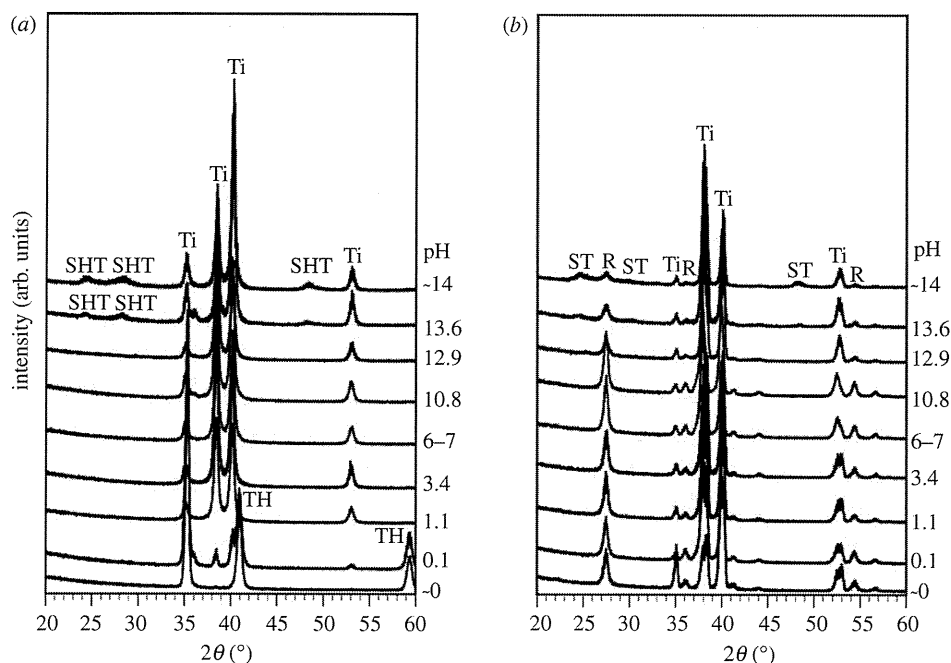 (a)
Ti
Ti
Ti
SHT SHT
SHT
Ti
pH
~14
SHT SHT
13.6
12.9
10.8
6–7
3.4
TH
1.1
TH
0.1
~0
20 25 30 35 40 45 50 55 60
2θ (°)
intensity (arb. units)
(b)
Ti
Ti
ST R ST
Ti R
ST
Ti
R
pH
~14
13.6
12.9
10.8
6–7
3.4
1.1
0.1
~0
20 25 30 35 40 45 50 55 60
2θ (°)